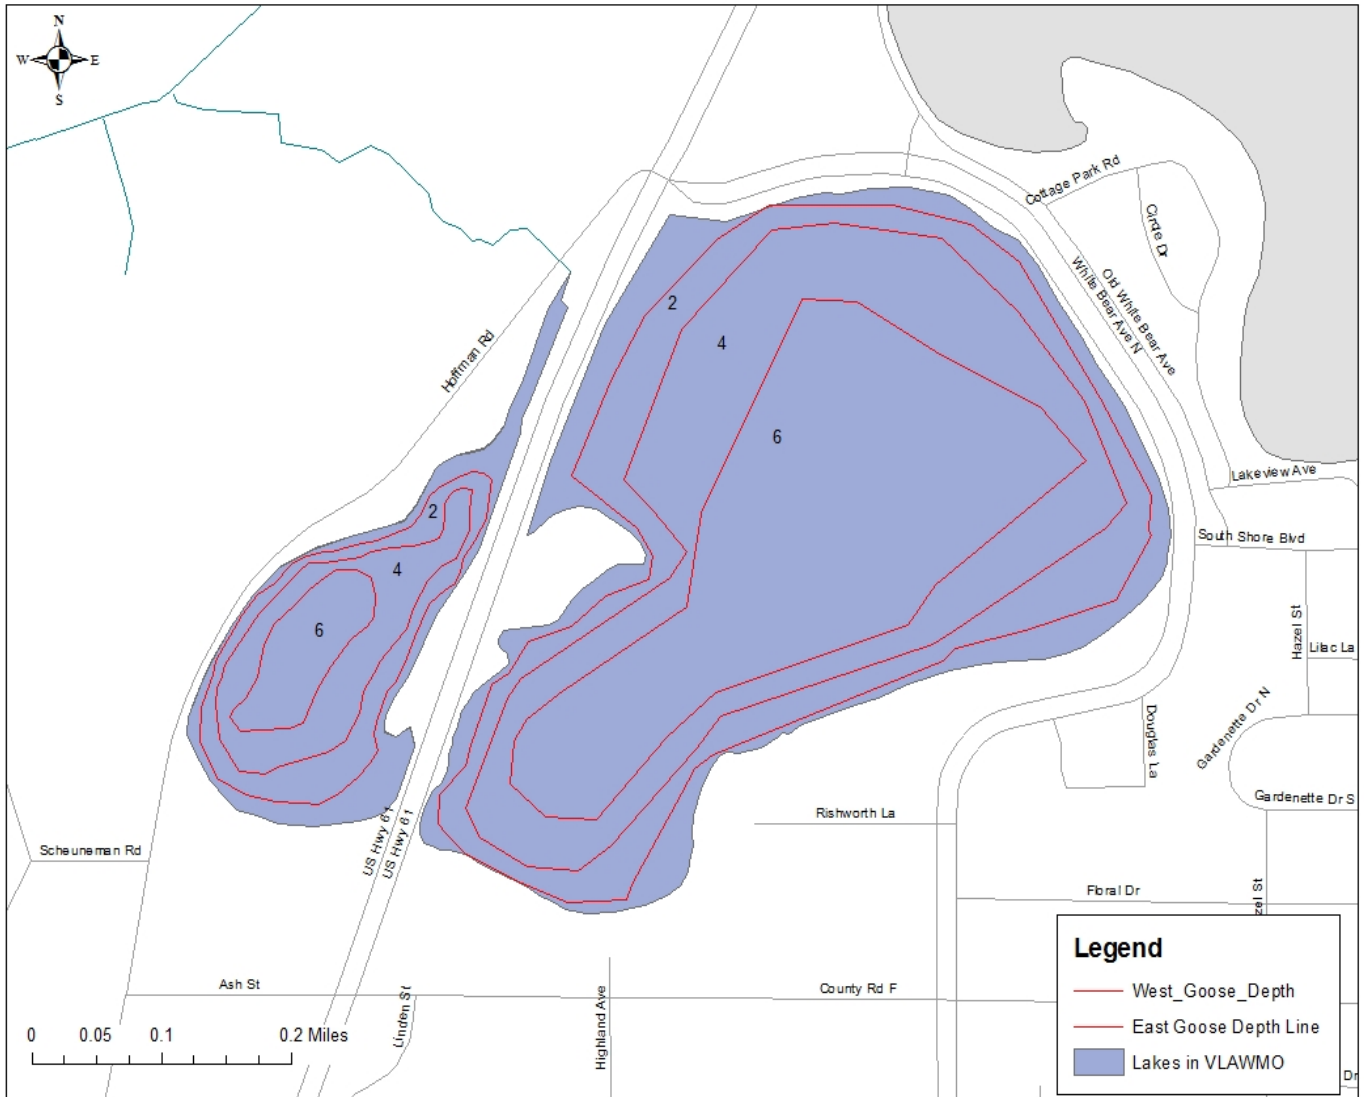 N
W E
S
Cottage Park Rd
Circle Dr
Old White Bear Ave
White Bear Ave N
2
4
6
Hoffman Rd
Lakeview Ave
South Shore Blvd
2
4
6
Hazel St
Lilac La
Gardenette Dr N
Douglas La
Gardenette Dr S
Rishworth La
US Hwy 61
US Hwy 61
Scheuneman Rd
Floral Dr
zel St
Ash St
County Rd F
Linden St
Highland Ave
0 0.05 0.1 0.2 Miles
Legend
West_Goose_Depth
East Goose Depth Line
Lakes in VLAWMO
Dr